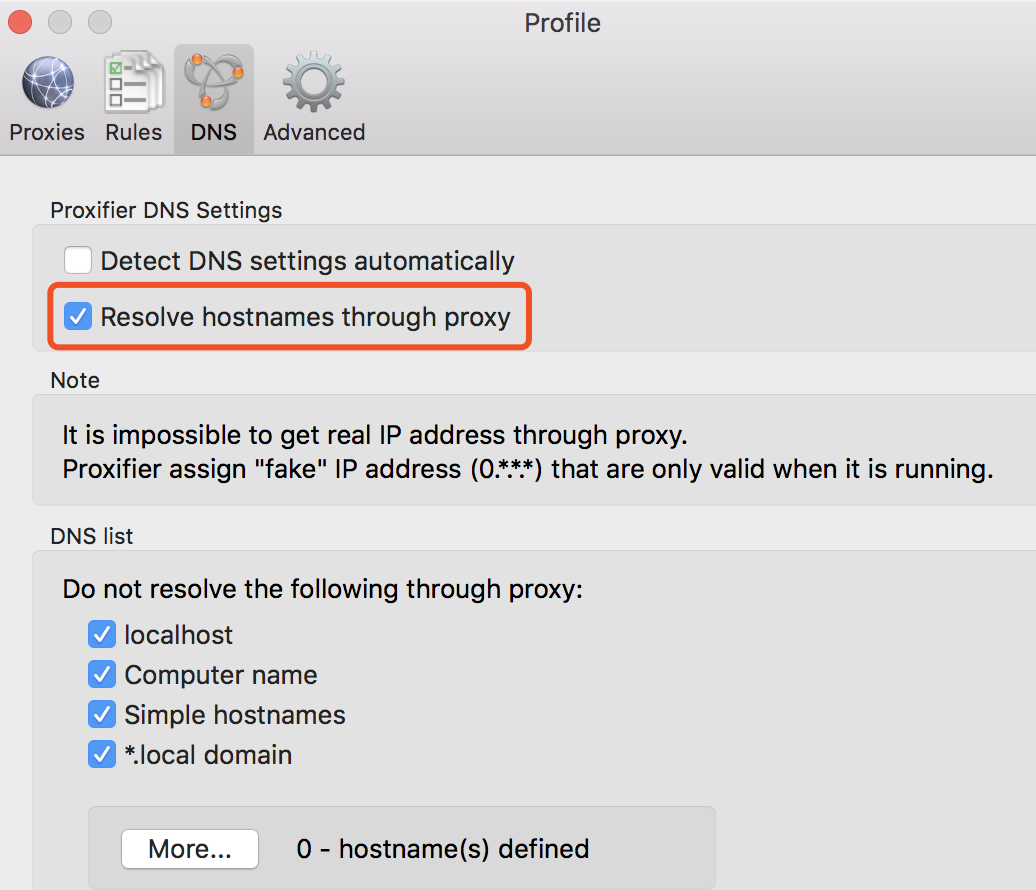 Profile
Proxies Rules DNS Advanced
Proxifier DNS Settings
Detect DNS settings automatically
Resolve hostnames through proxy
Note
It is impossible to get real IP address through proxy.
Proxifier assign "fake" IP address (0.*.*.*) that are only valid when it is running.
DNS list
Do not resolve the following through proxy:
localhost
Computer name
Simple hostnames
*.local domain
More... 0 - hostname(s) defined